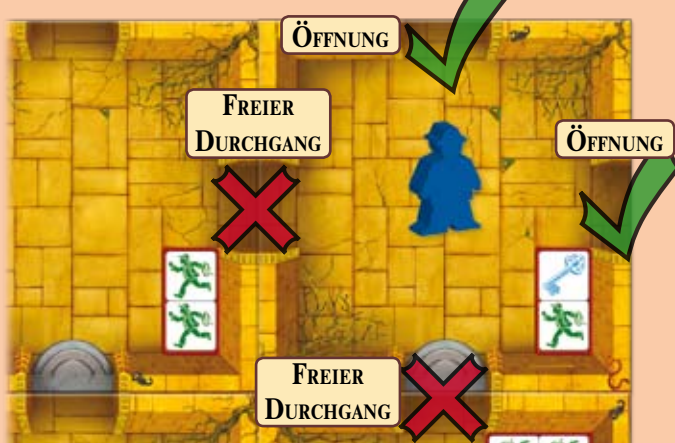 ÖFFNUNG
FREIER
DURCHGANG
ÖFFNUNG
FREIER
DURCHGANG